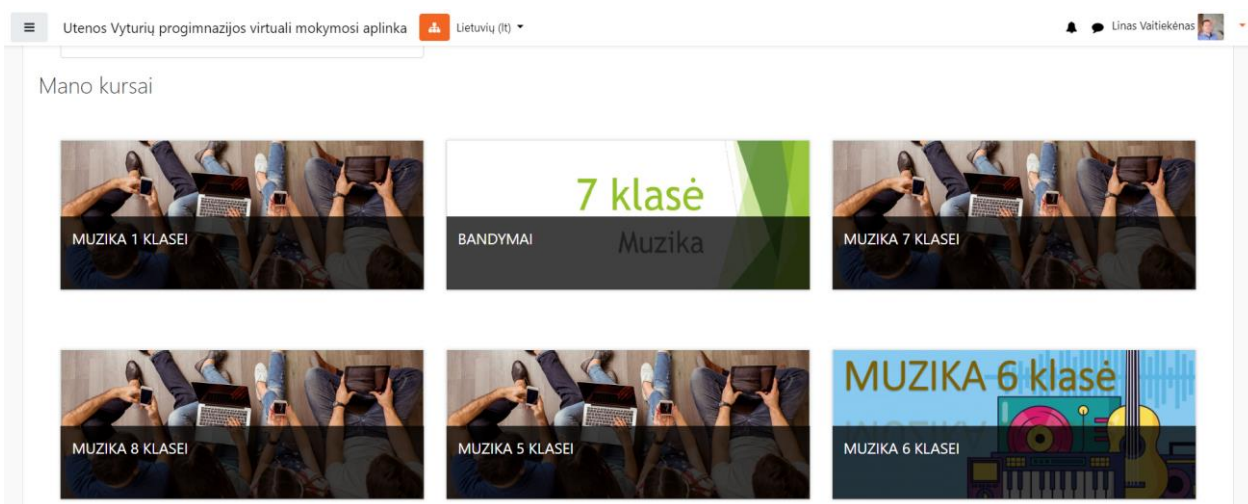 Utenos Vyturių progimnazijos virtuali mokymosi aplinka
Lietuvių (lt)
Linas Vaitiekėnas
Mano kursai
MUZIKA 1 KLASEI
7 klasė
Muzika
BANDYMAI
MUZIKA 7 KLASEI
MUZIKA 8 KLASEI
MUZIKA 5 KLASEI
MUZIKA 6 klasė
MUZIKA 6 KLASEI